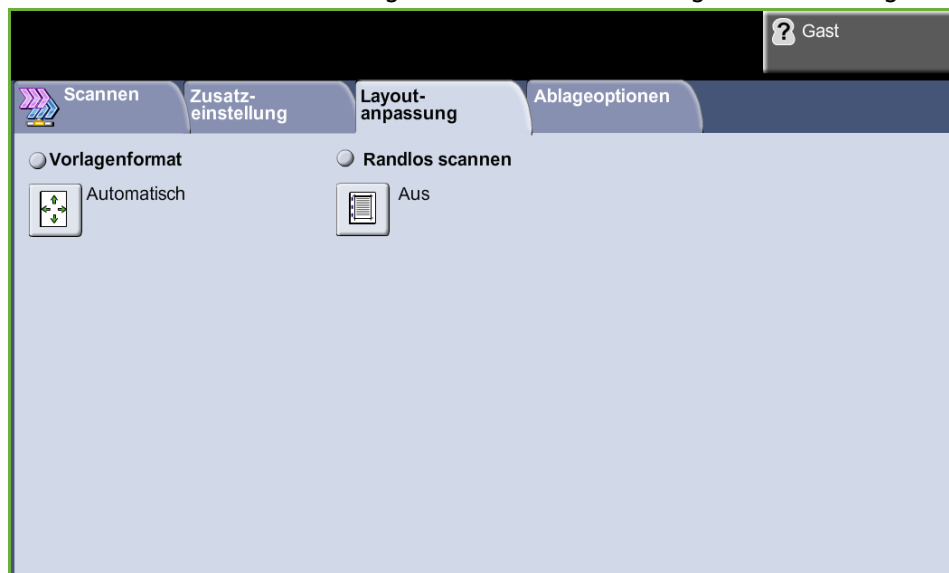 Gast
Scannen
Zusatz-
einstellung
Layout-
anpassung
Ablageoptionen
Vorlagenformat
Automatisch
Randlos scannen
Aus